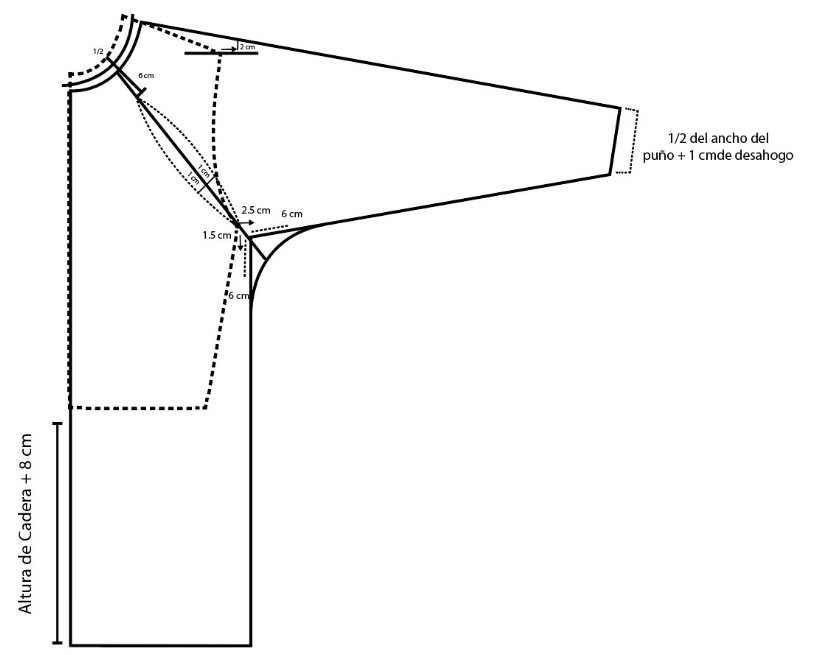 1/2
2 cm
6 cm
1/2 del ancho del
puño + 1 cmde desahogo
1 cm
1 cm
2.5 cm
6 cm
1.5 cm
6 cm
Altura de Cadera + 8 cm